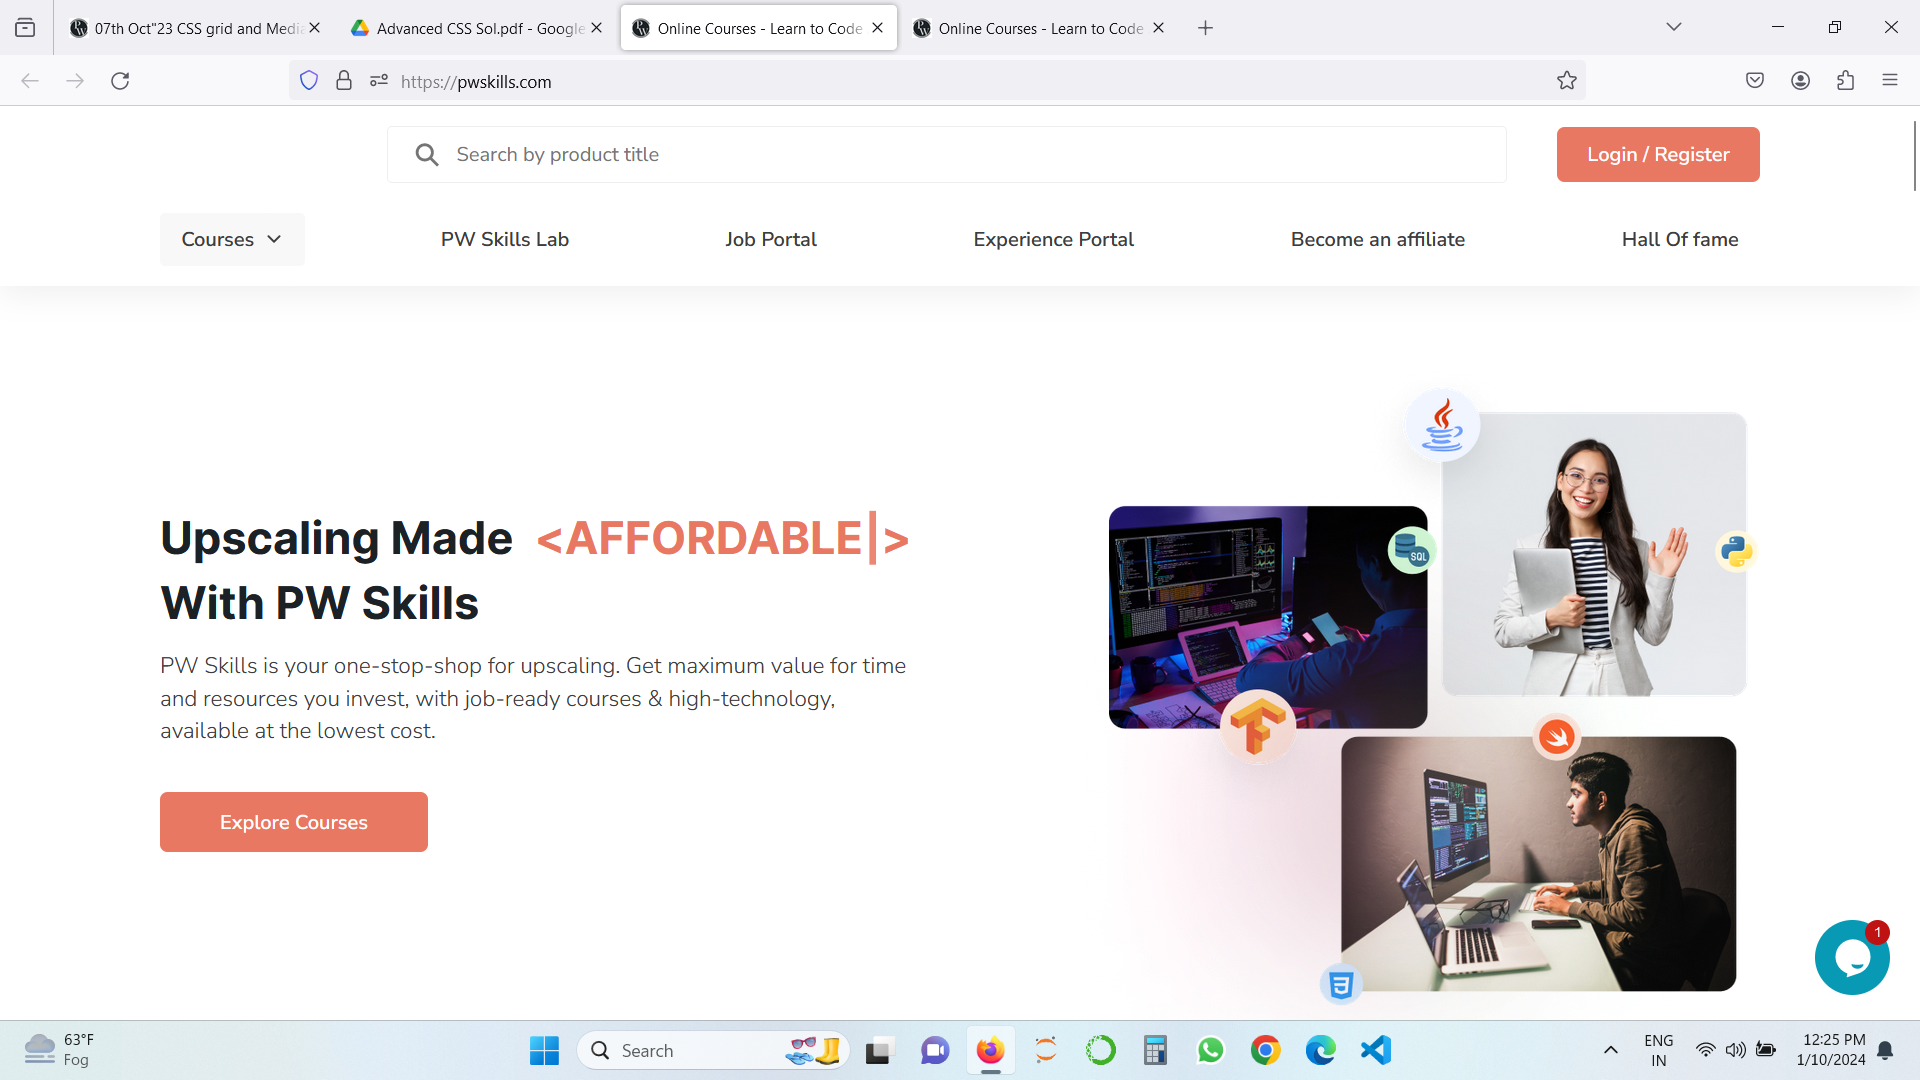 07th Oct"23 CSS grid and Media
Advanced CSS Sol.pdf - Google
Online Courses - Learn to Code
Online Courses - Learn to Code
https://pwskills.com
Search by product title
Login / Register
Courses
PW Skills Lab
Job Portal
Experience Portal
Become an affiliate
Hall Of fame
Upscaling Made <AFFORDABLE|>
With PW Skills
PW Skills is your one-stop-shop for upscaling. Get maximum value for time
and resources you invest, with job-ready courses & high-technology,
available at the lowest cost.
Explore Courses
SQL
1
63°F
Fog
Search
ENG
IN
12:25 PM
1/10/2024